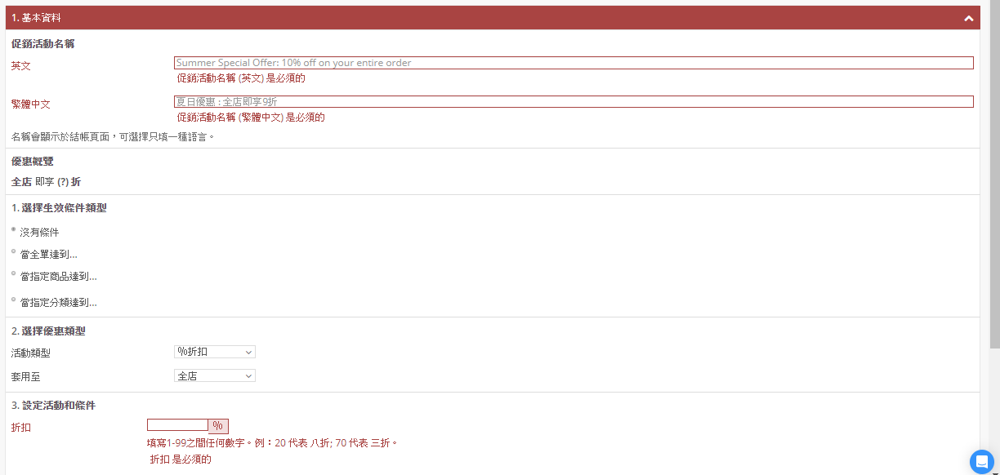 1. 基本資料
促銷活動名稱
英文
Summer Special Offer: 10% off on your entire order
促銷活動名稱 (英文) 是必須的
繁體中文
夏日優惠 : 全店即享9折
促銷活動名稱 (繁體中文) 是必須的
名稱會顯示於結帳頁面，可選擇只填一種語言。
優惠概覽
全店 即享 (?) 折
1. 選擇生效條件類型
沒有條件
當全單達到...
當指定商品達到...
當指定分類達到...
2. 選擇優惠類型
活動類型 %折扣
套用至 全店
3. 設定活動和條件
折扣 %
填寫1-99之間任何數字。例：20 代表 八折; 70 代表 三折。
折扣 是必須的